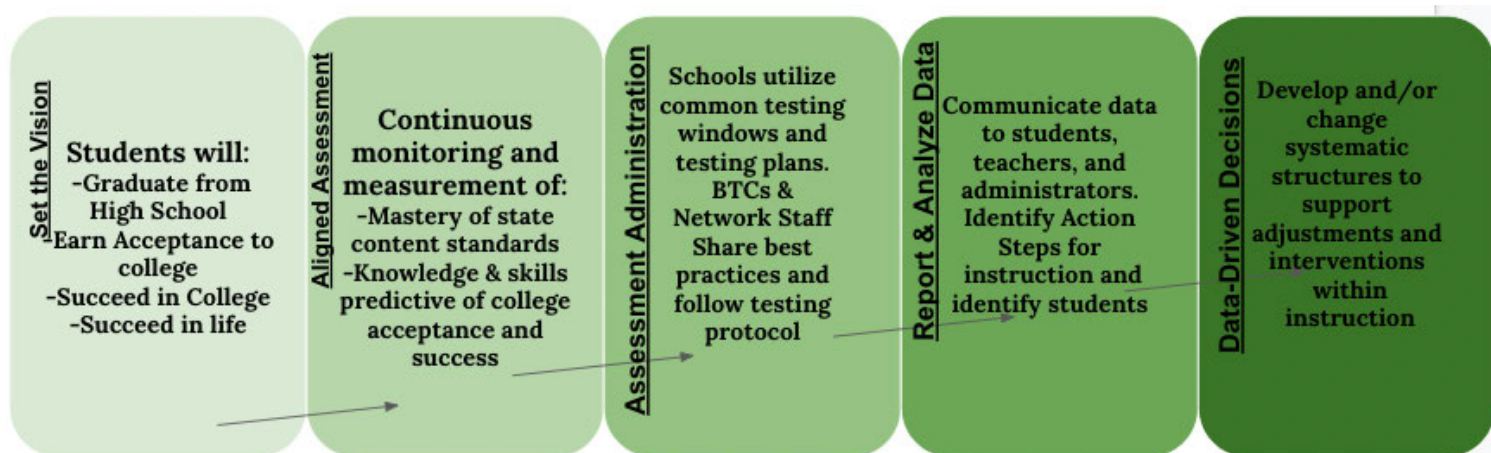 Set the Vision
Students will:
-Graduate from
High School
-Earn Acceptance to
college
-Succeed in College
-Succeed in life
Aligned Assessment
Continuous
monitoring and
measurement of:
-Mastery of state
content standards
-Knowledge & skills
predictive of college
acceptance and
success
Assessment Administration
Schools utilize
common testing
windows and
testing plans.
BTCs &
Network Staff
Share best
practices and
follow testing
protocol
Report & Analyze Data
Communicate data
to students,
teachers, and
administrators.
Identify Action
Steps for
instruction and
identify students
Data-Driven Decisions
Develop and/or
change
systematic
structures to
support
adjustments and
interventions
within
instruction